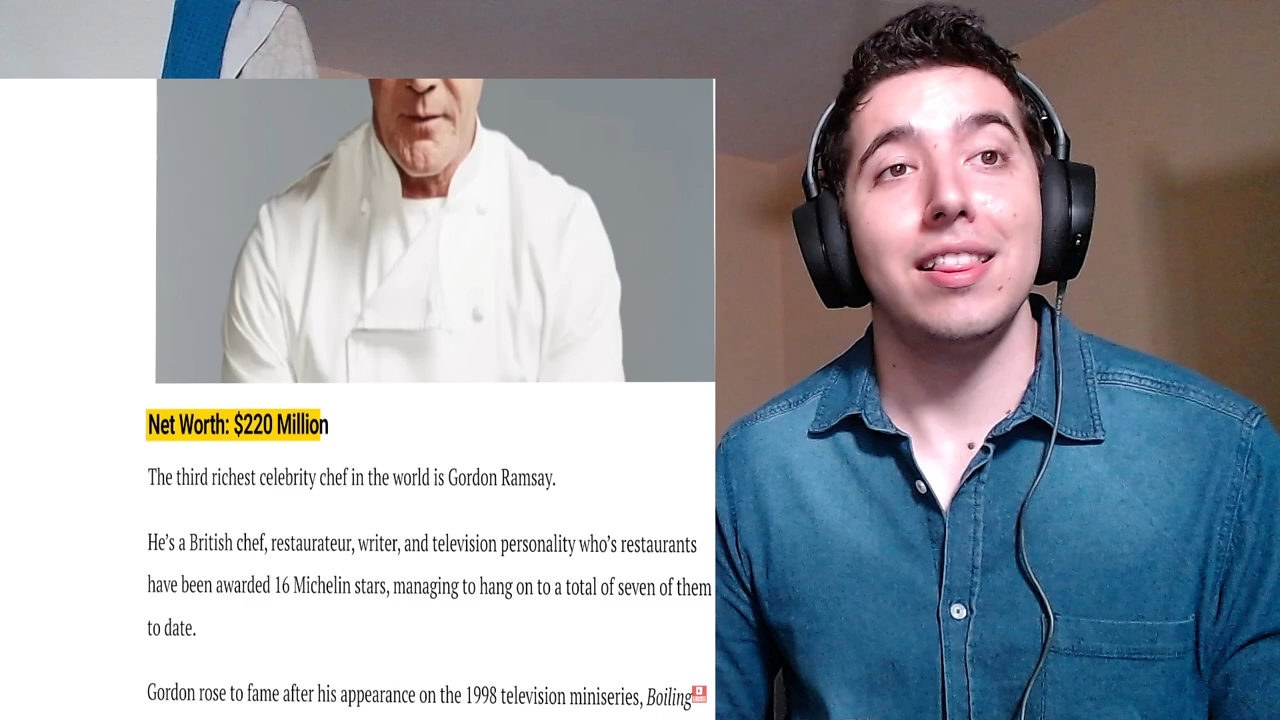 Net Worth: $220 Million
The third richest celebrity chef in the world is Gordon Ramsay.
He's a British chef, restaurateur, writer, and television personality who's restaurants
have been awarded 16 Michelin stars, managing to hang on to a total of seven of them
to date.
Gordon rose to fame after his appearance on the 1998 television miniseries, Boiling